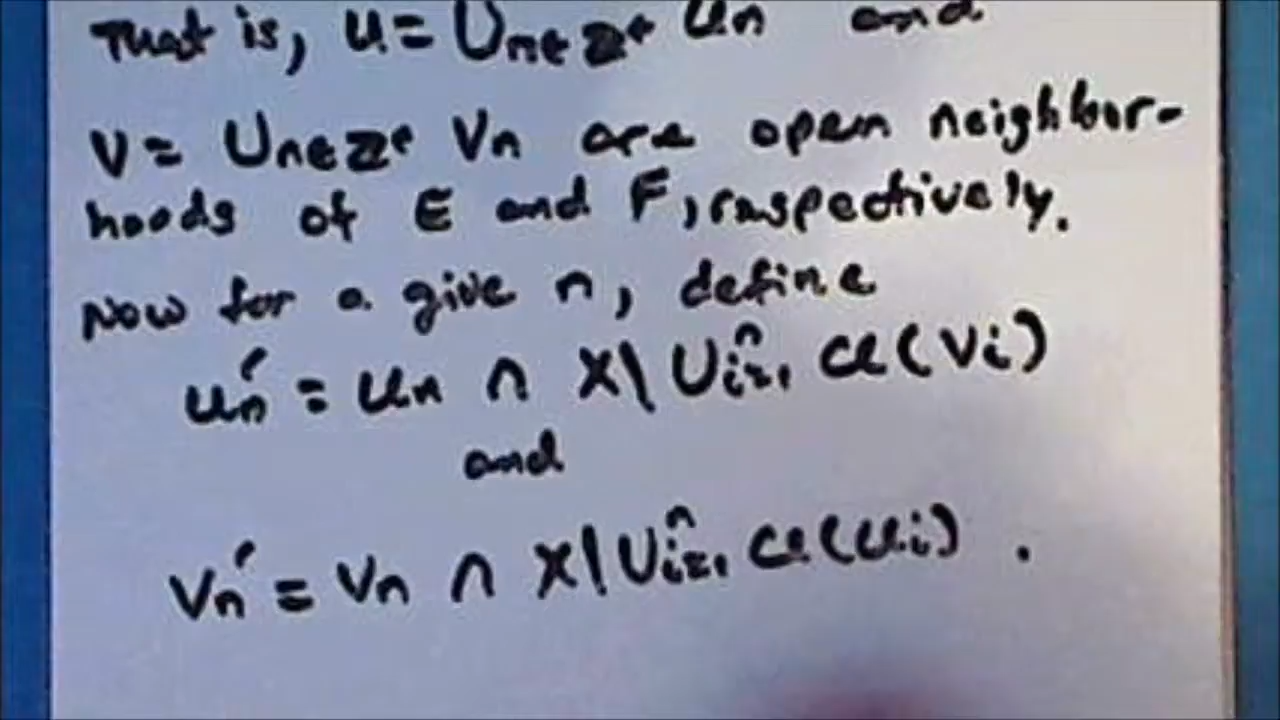 That is, U = ∪n∈Z⁺ Un and
V = ∪n∈Z⁺ Vn are open neighbor-
hoods of E and F, raspectively.
Now for a give n, define
Un′ = Un ∩ X\ ∪ⁿi=1 Cl(Vi)
and
Vn′ = Vn ∩ X\ ∪ⁿi=1 Cl(Ui).